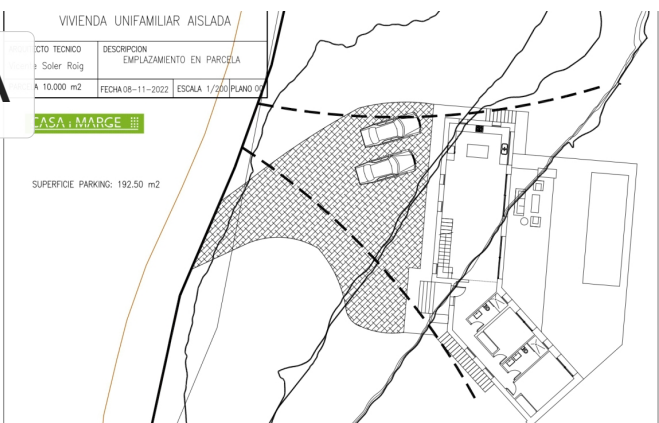 VIVIENDA UNIFAMILIAR AISLADA
TECNICO
Soler Roig
DESCRIPCION
EMPLAZAMIENTO EN PARCELA
10.000 m2
FECHA 08-11-2022
ESCALA 1/200
PLANO
CASA I MARGE
SUPERFICIE PARKING: 192.50 m2